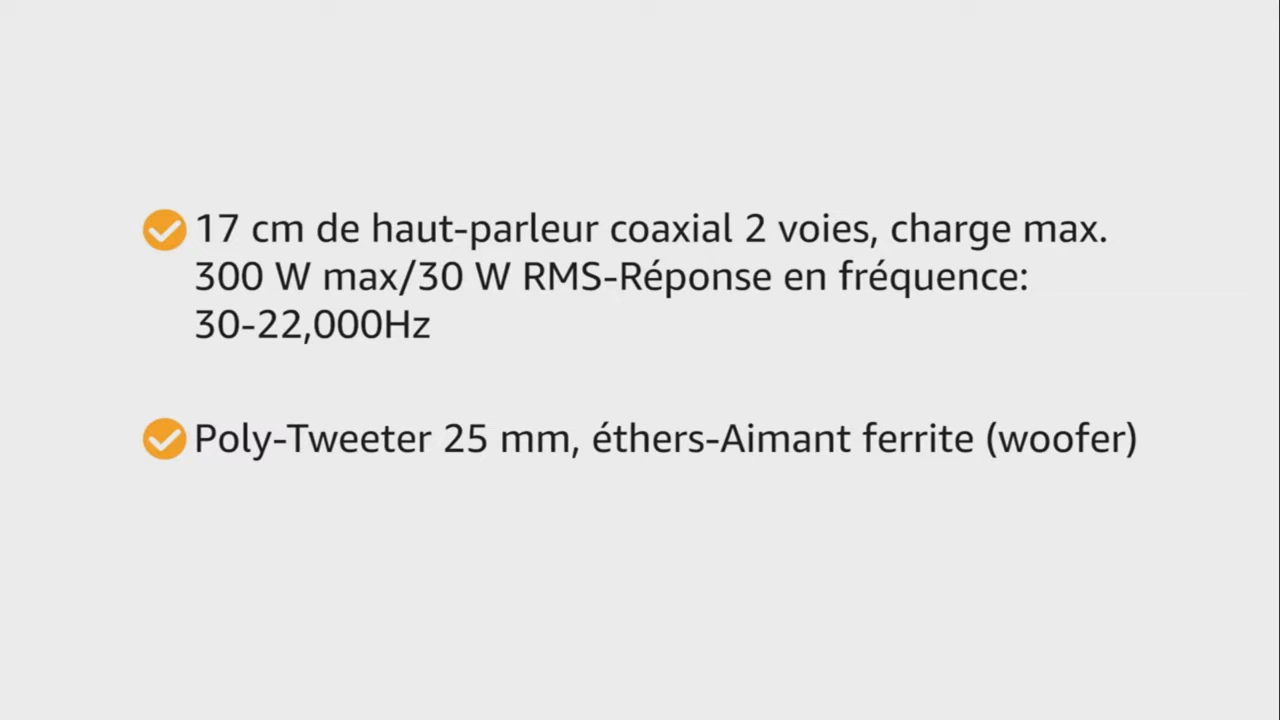 17 cm de haut-parleur coaxial 2 voies, charge max.
300 W max/30 W RMS-Réponse en fréquence:
30-22,000Hz
Poly-Tweeter 25 mm, éthers-Aimant ferrite (woofer)